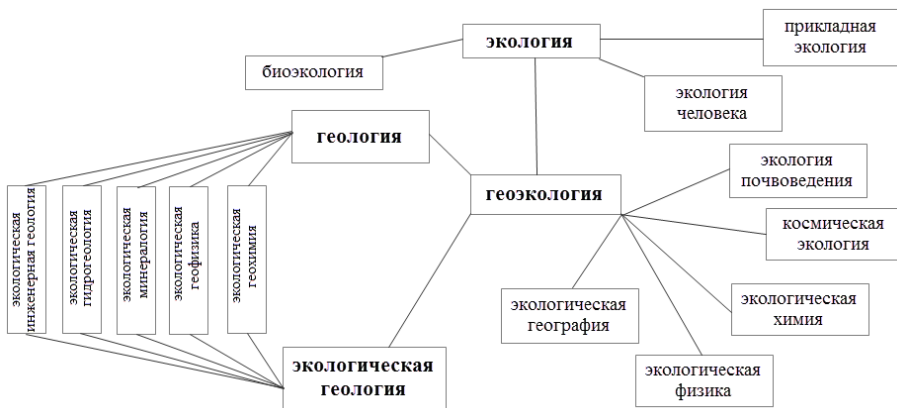 экология
прикладная
экология
биоэкология
экология
человека
геология
геоэкология
экология
почвоведения
космическая
экология
экологическая
химия
экологическая
география
экологическая
физика
экологическая
инженерная геология
экологическая
гидрогеология
экологическая
минералогия
экологическая
геофизика
экологическая
геохимия
экологическая
геология